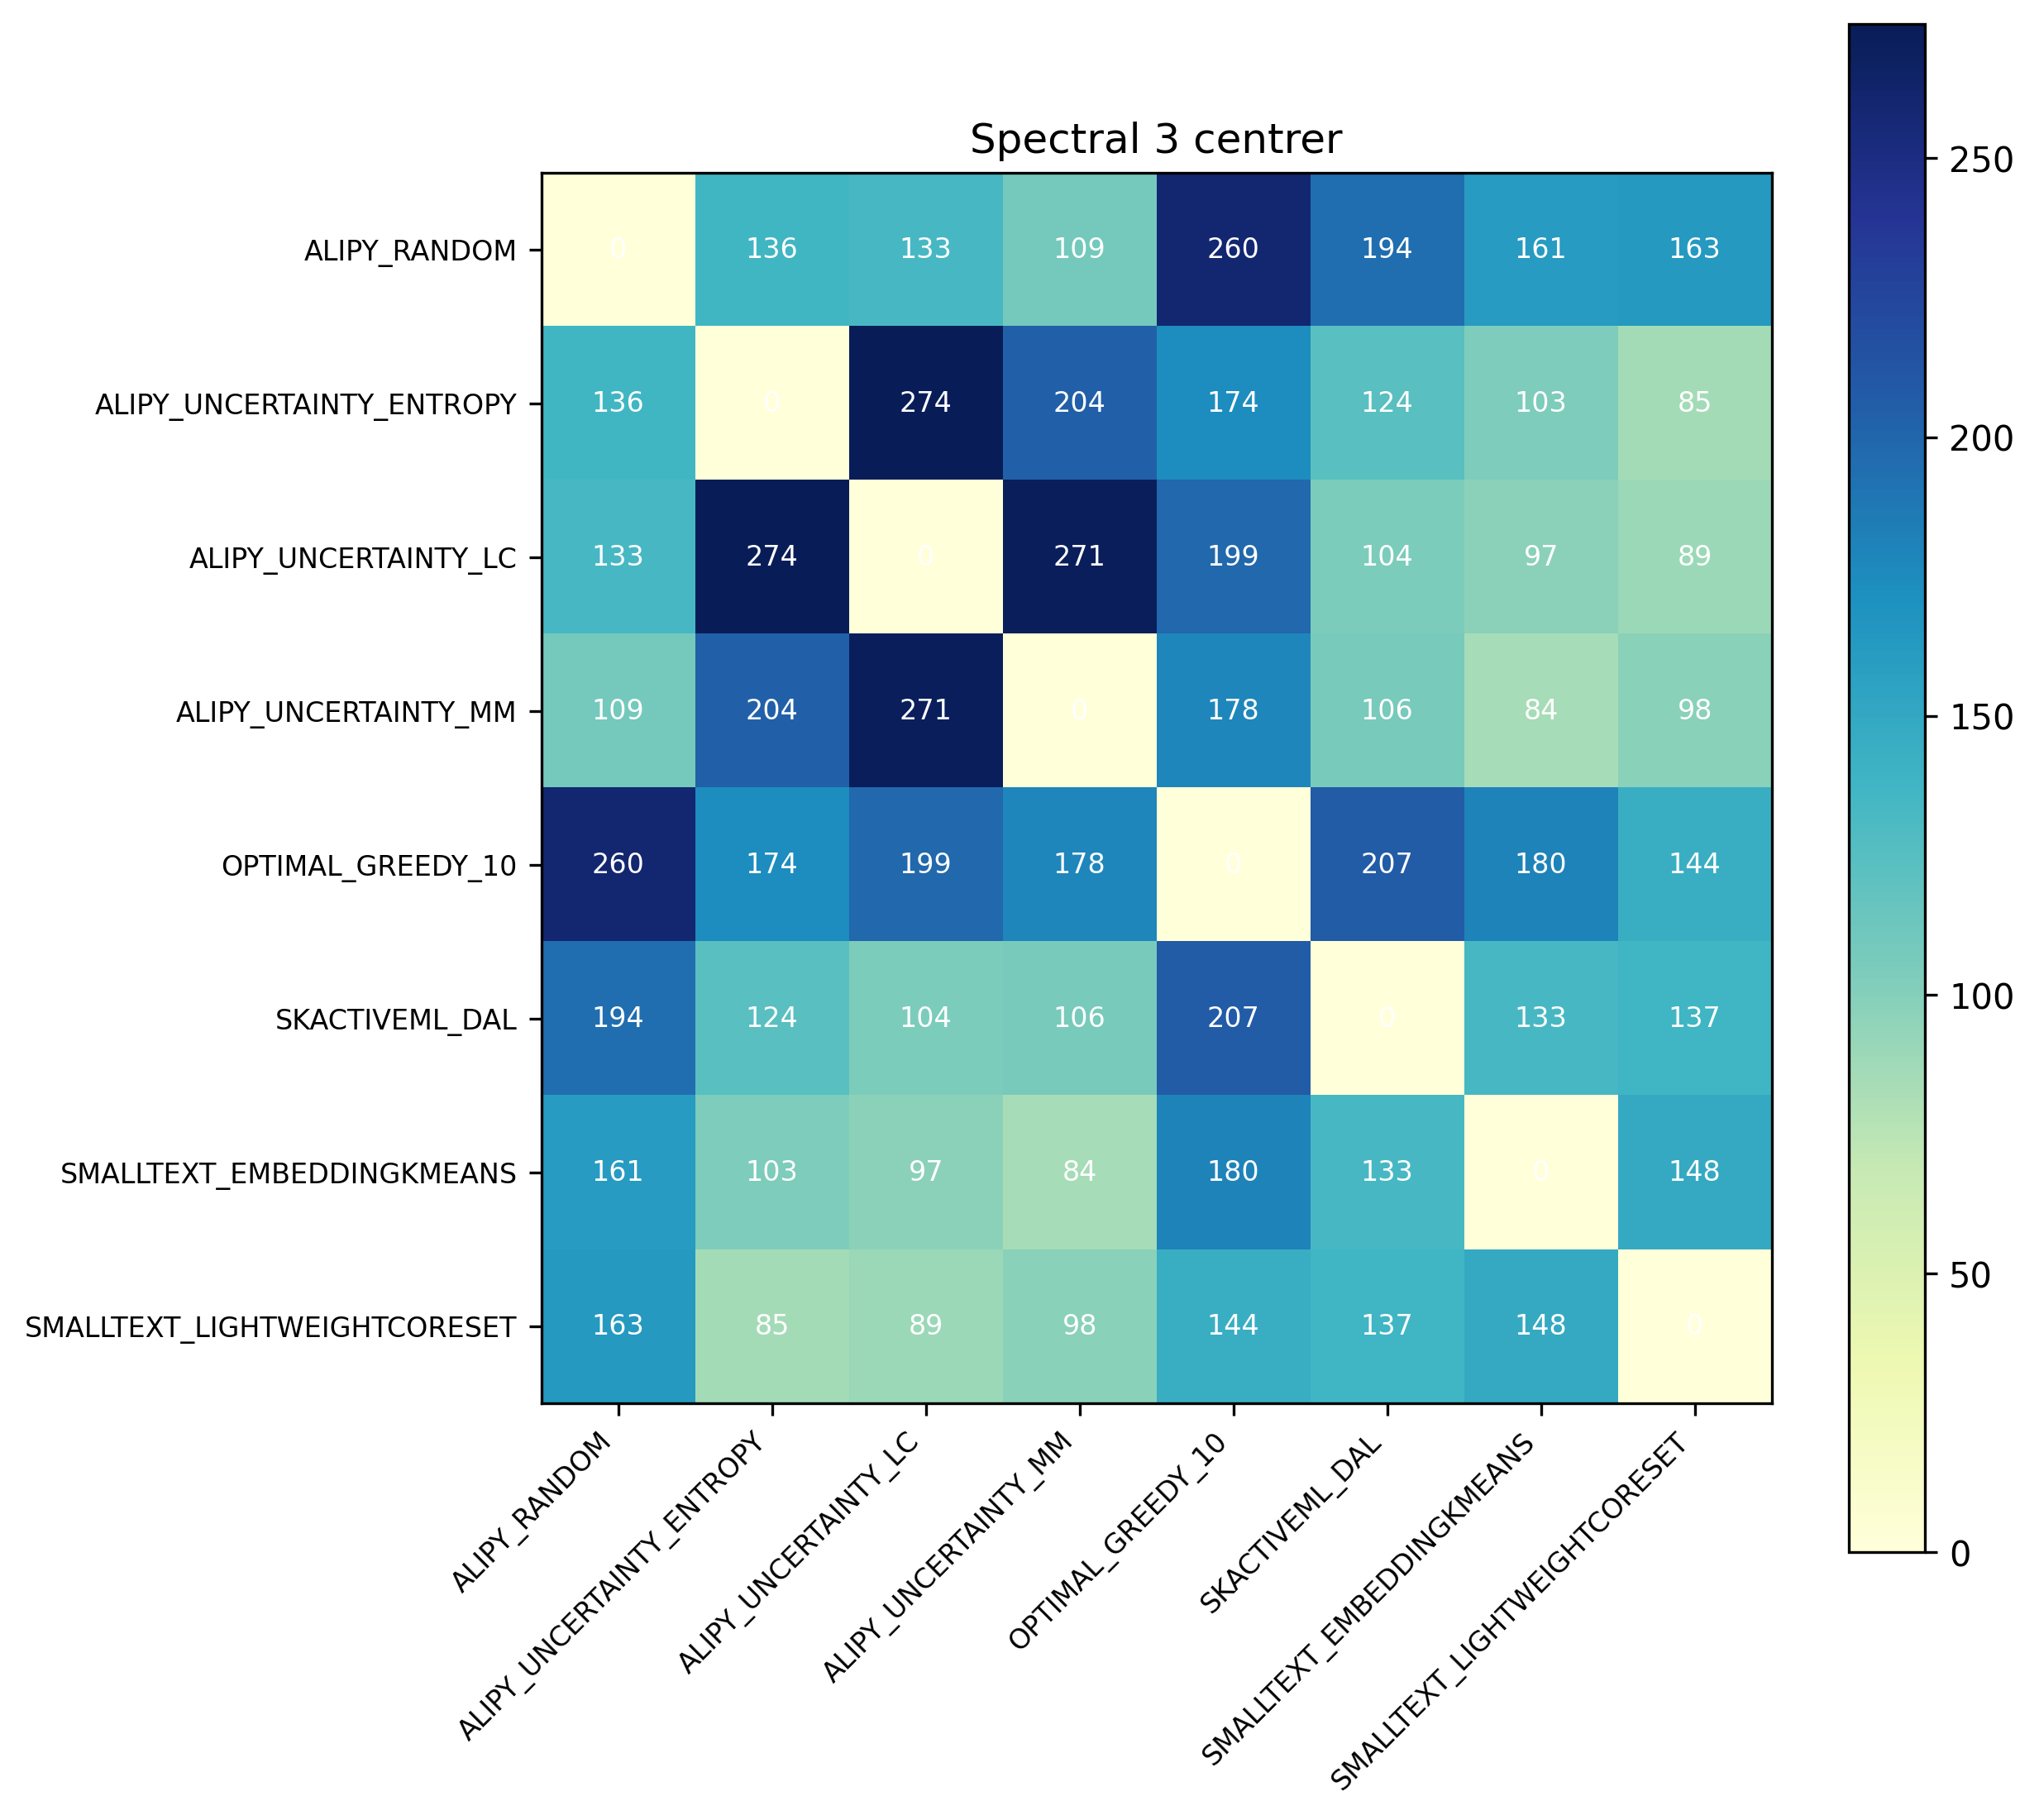 Spectral 3 centrer
ALIPY_RANDOM 0 136 133 109 260 194 161 163
ALIPY_UNCERTAINTY_ENTROPY 136 0 274 204 174 124 103 85
ALIPY_UNCERTAINTY_LC 133 274 0 271 199 104 97 89
ALIPY_UNCERTAINTY_MM 109 204 271 0 178 106 84 98
OPTIMAL_GREEDY_10 260 174 199 178 0 207 180 144
SKACTIVEML_DAL 194 124 104 106 207 0 133 137
SMALLTEXT_EMBEDDINGKMEANS 161 103 97 84 180 133 0 148
SMALLTEXT_LIGHTWEIGHTCORESET 163 85 89 98 144 137 148 0
ALIPY_RANDOM
ALIPY_UNCERTAINTY_ENTROPY
ALIPY_UNCERTAINTY_LC
ALIPY_UNCERTAINTY_MM
OPTIMAL_GREEDY_10
SKACTIVEML_DAL
SMALLTEXT_EMBEDDINGKMEANS
SMALLTEXT_LIGHTWEIGHTCORESET
250
200
150
100
50
0